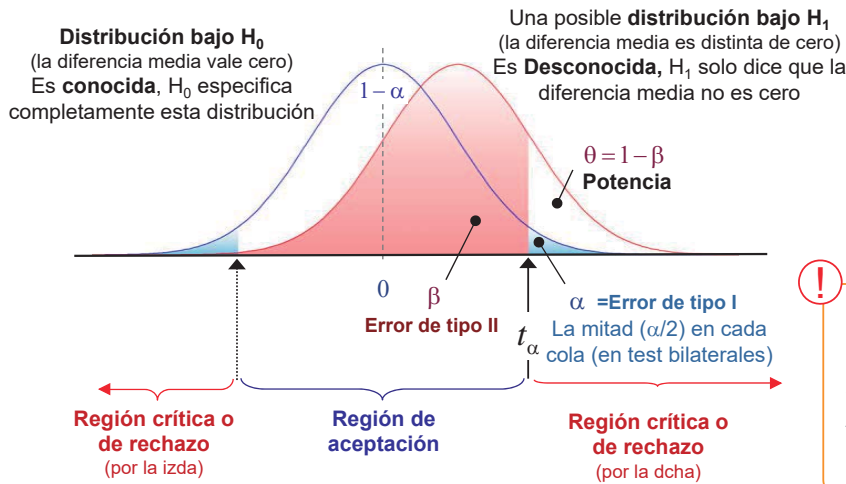 Distribución bajo H₀
(la diferencia media vale cero)
Es conocida, H₀ especifica
completamente esta distribución
Una posible distribución bajo H₁
(la diferencia media es distinta de cero)
Es Desconocida, H₁ solo dice que la
diferencia media no es cero
1 – α
θ = 1 – β
Potencia
0
β
Error de tipo II
α =Error de tipo I
La mitad (α/2) en cada
cola (en test bilaterales)
tα
!
Región crítica o
de rechazo
(por la izda)
Región de
aceptación
Región crítica o
de rechazo
(por la dcha)